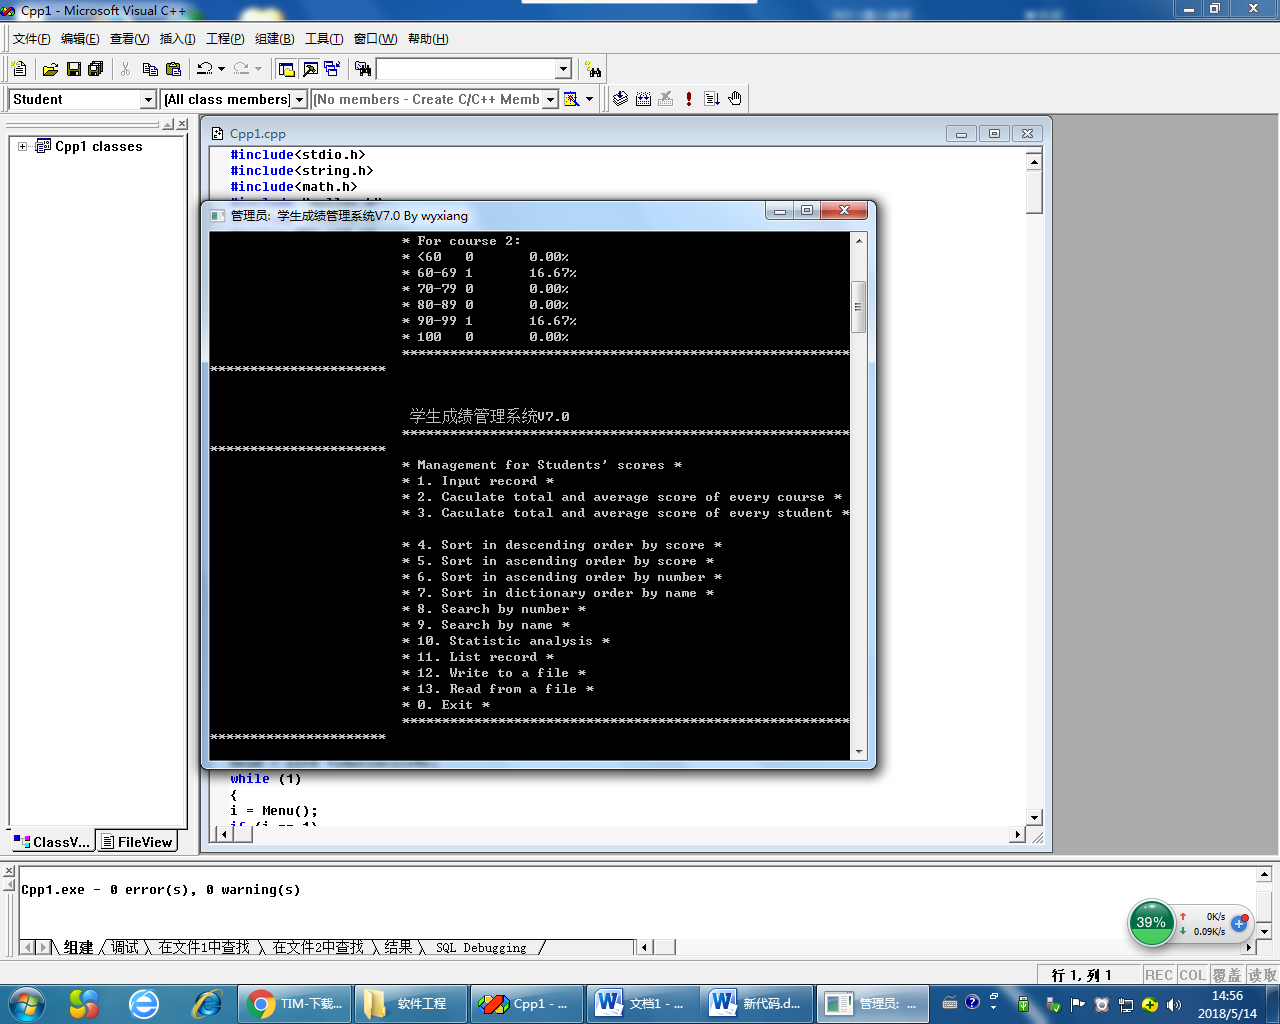 Cpp1 - Microsoft Visual C++
文件(F) 编辑(E) 查看(V) 插入(I) 工程(P) 组建(B) 工具(T) 窗口(W) 帮助(H)
Student [All class members] [No members - Create C/C++ Memb
Cpp1 classes
Cpp1.cpp
#include<stdio.h>
#include<string.h>
#include<math.h>
管理员: 学生成绩管理系统V7.0 By wyxiang
* For course 2:
* <60 0 0.00%
* 60-69 1 16.67%
* 70-79 0 0.00%
* 80-89 0 0.00%
* 90-99 1 16.67%
* 100 0 0.00%
********************************************************
**********************
学生成绩管理系统V7.0
********************************************************
**********************
* Management for Students' scores *
* 1. Input record *
* 2. Caculate total and average score of every course *
* 3. Caculate total and average score of every student *
* 4. Sort in descending order by score *
* 5. Sort in ascending order by score *
* 6. Sort in ascending order by number *
* 7. Sort in dictionary order by name *
* 8. Search by number *
* 9. Search by name *
* 10. Statistic analysis *
* 11. List record *
* 12. Write to a file *
* 13. Read from a file *
* 0. Exit *
********************************************************
**********************
while (1)
{
i = Menu();
if (i == 1)
ClassV... FileView
Cpp1.exe - 0 error(s), 0 warning(s)
39% 0K/s
0.09K/s
组建 调试 在文件1中查找 在文件2中查找 结果 SQL Debugging
行 1, 列 1 REC COL 覆盖 读取
TIM-下载... 软件工程 Cpp1 - ... 文档1 - ... 新代码.d... 管理员: ...
14:56
2018/5/14